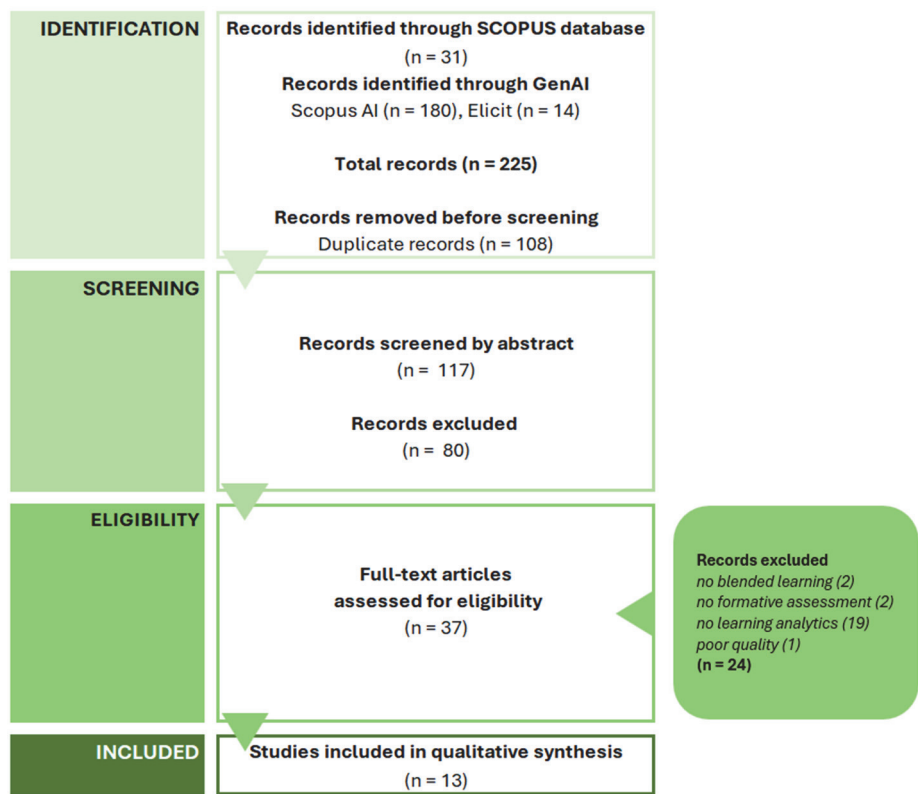 IDENTIFICATION
Records identified through SCOPUS database
(n = 31)
Records identified through GenAI
Scopus AI (n = 180), Elicit (n = 14)
Total records (n = 225)
Records removed before screening
Duplicate records (n = 108)
SCREENING
Records screened by abstract
(n = 117)
Records excluded
(n = 80)
ELIGIBILITY
Full-text articles
assessed for eligibility
(n = 37)
Records excluded
no blended learning (2)
no formative assessment (2)
no learning analytics (19)
poor quality (1)
(n = 24)
INCLUDED
Studies included in qualitative synthesis
(n = 13)